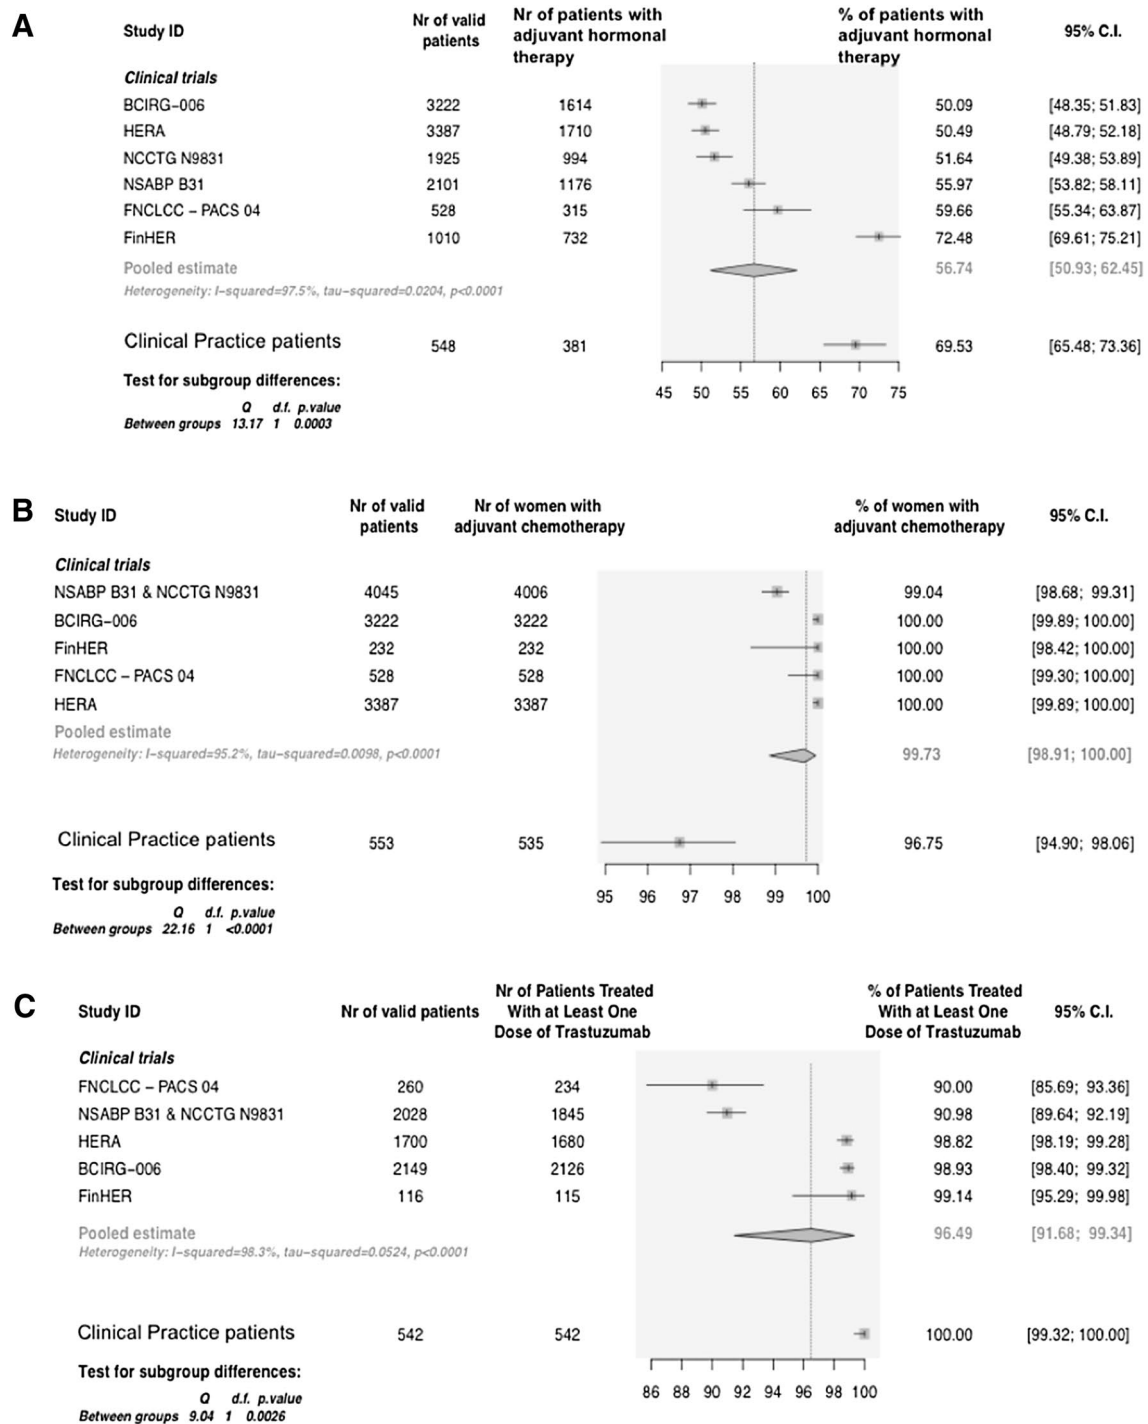 A
Study ID Nr of valid patients Nr of patients with adjuvant hormonal therapy % of patients with adjuvant hormonal therapy 95% C.I.
Clinical trials
BCIRG−006 3222 1614 50.09 [48.35; 51.83]
HERA 3387 1710 50.49 [48.79; 52.18]
NCCTG N9831 1925 994 51.64 [49.38; 53.89]
NSABP B31 2101 1176 55.97 [53.82; 58.11]
FNCLCC − PACS 04 528 315 59.66 [55.34; 63.87]
FinHER 1010 732 72.48 [69.61; 75.21]
Pooled estimate 56.74 [50.93; 62.45]
Heterogeneity: I−squared=97.5%, tau−squared=0.0204, p<0.0001
Clinical Practice patients 548 381 69.53 [65.48; 73.36]
45 50 55 60 65 70 75
Test for subgroup differences:
Q d.f. p.value
Between groups 13.17 1 0.0003
B
Study ID Nr of valid patients Nr of women with adjuvant chemotherapy % of women with adjuvant chemotherapy 95% C.I.
Clinical trials
NSABP B31 & NCCTG N9831 4045 4006 99.04 [98.68; 99.31]
BCIRG−006 3222 3222 100.00 [99.89; 100.00]
FinHER 232 232 100.00 [98.42; 100.00]
FNCLCC − PACS 04 528 528 100.00 [99.30; 100.00]
HERA 3387 3387 100.00 [99.89; 100.00]
Pooled estimate
Heterogeneity: I−squared=95.2%, tau−squared=0.0098, p<0.0001 99.73 [98.91; 100.00]
Clinical Practice patients 553 535 96.75 [94.90; 98.06]
Test for subgroup differences:
95 96 97 98 99 100
Q d.f. p.value
Between groups 22.16 1 <0.0001
C
Study ID Nr of valid patients Nr of Patients Treated With at Least One Dose of Trastuzumab % of Patients Treated With at Least One Dose of Trastuzumab 95% C.I.
Clinical trials
FNCLCC − PACS 04 260 234 90.00 [85.69; 93.36]
NSABP B31 & NCCTG N9831 2028 1845 90.98 [89.64; 92.19]
HERA 1700 1680 98.82 [98.19; 99.28]
BCIRG−006 2149 2126 98.93 [98.40; 99.32]
FinHER 116 115 99.14 [95.29; 99.98]
Pooled estimate 96.49 [91.68; 99.34]
Heterogeneity: I−squared=98.3%, tau−squared=0.0524, p<0.0001
Clinical Practice patients 542 542 100.00 [99.32; 100.00]
Test for subgroup differences:
86 88 90 92 94 96 98 100
Q d.f. p.value
Between groups 9.04 1 0.0026